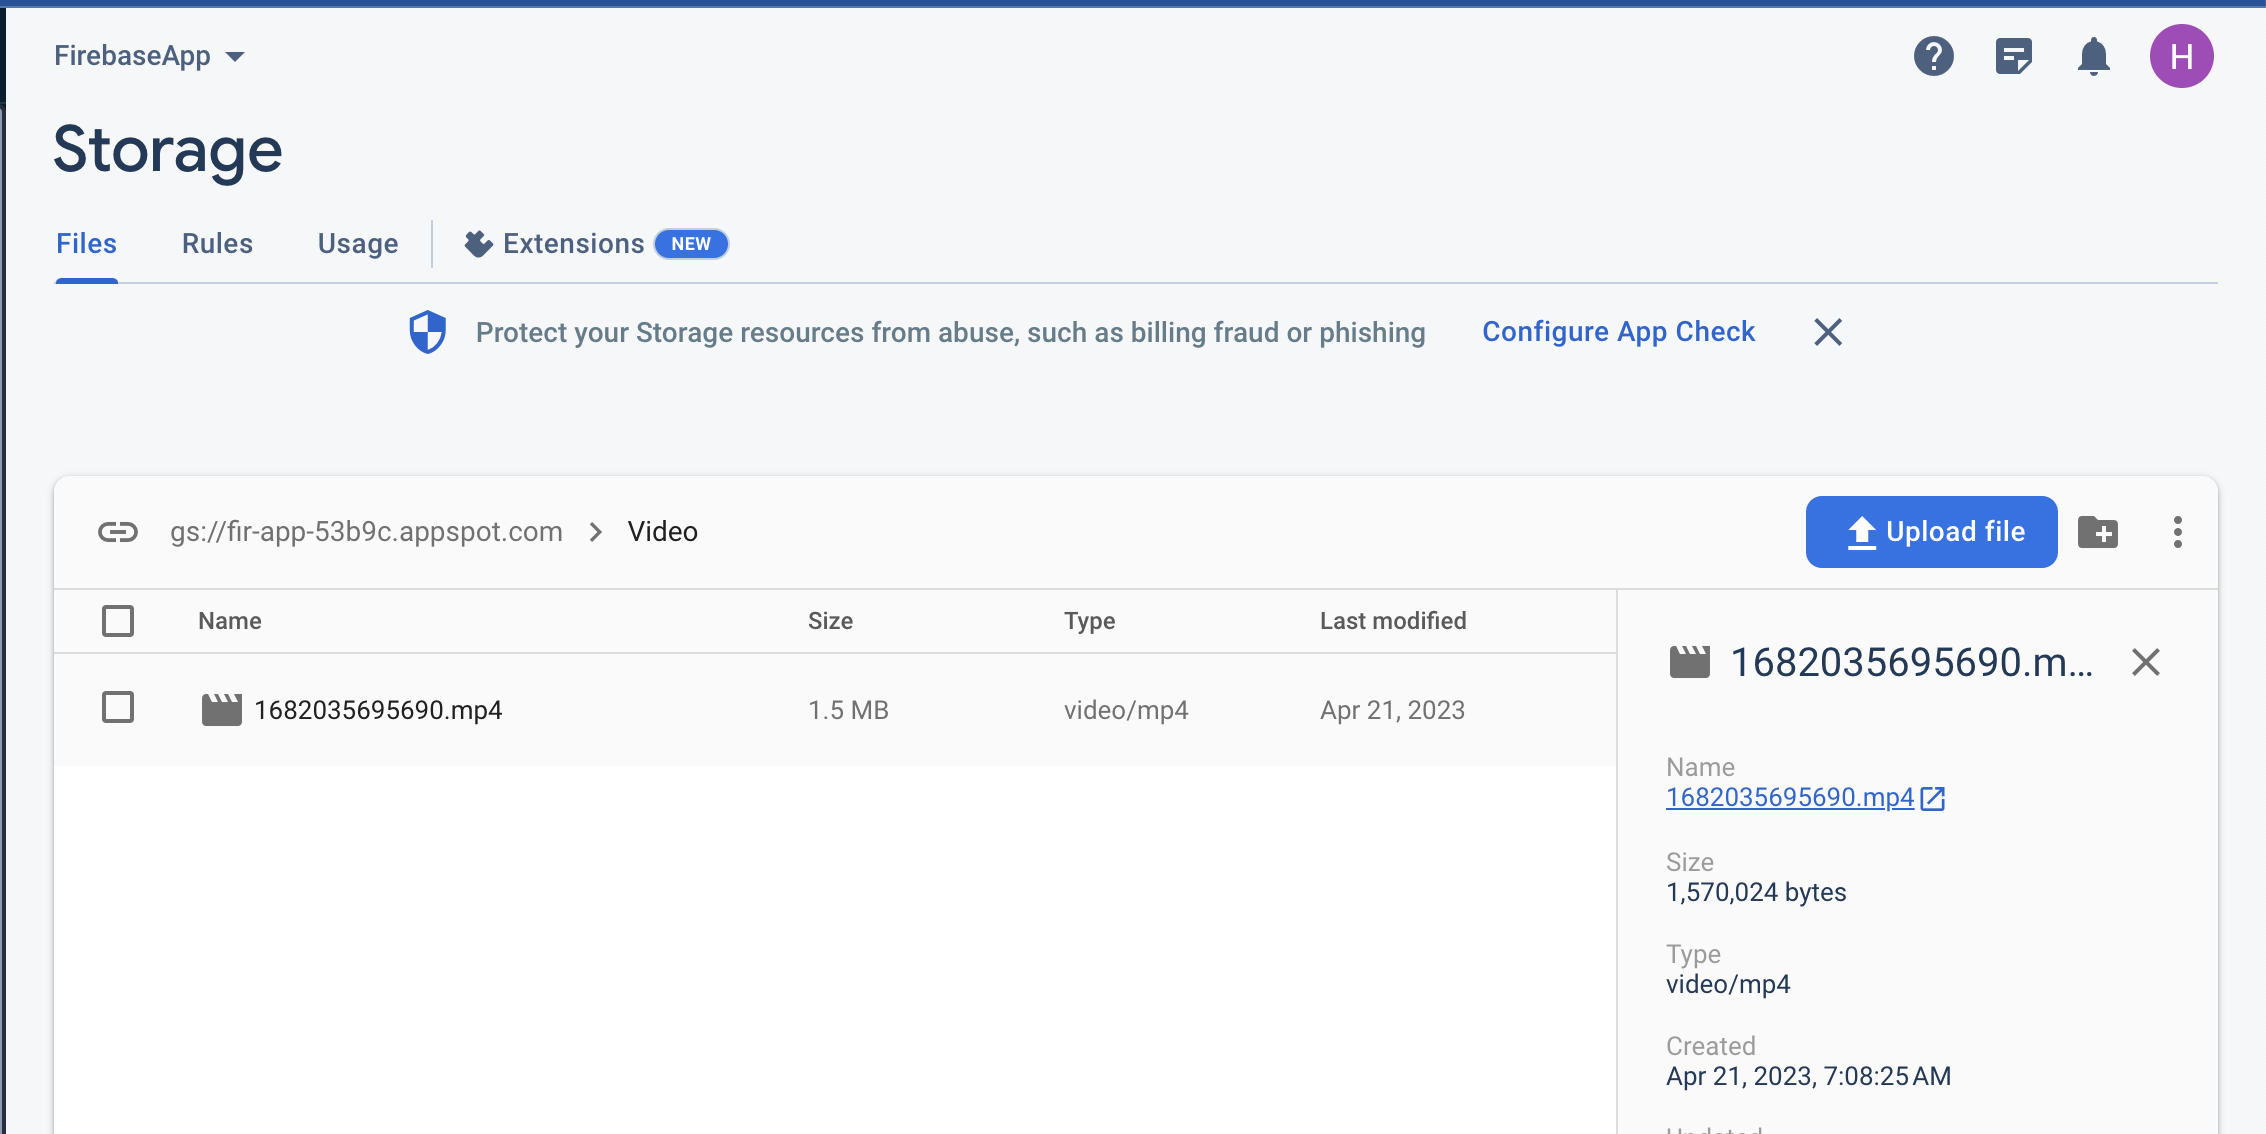 FirebaseApp
H
Storage
Files
Rules
Usage
Extensions
NEW
Protect your Storage resources from abuse, such as billing fraud or phishing
Configure App Check
gs://fir-app-53b9c.appspot.com
Video
Upload file
Name
Size
Type
Last modified
1682035695690.mp4
1.5 MB
video/mp4
Apr 21, 2023
1682035695690.m...
Name
1682035695690.mp4
Size
1,570,024 bytes
Type
video/mp4
Created
Apr 21, 2023, 7:08:25 AM